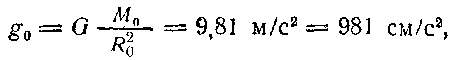 g₀ = G M₀/R₀² = 9,81 м/с² = 981 см/с²,